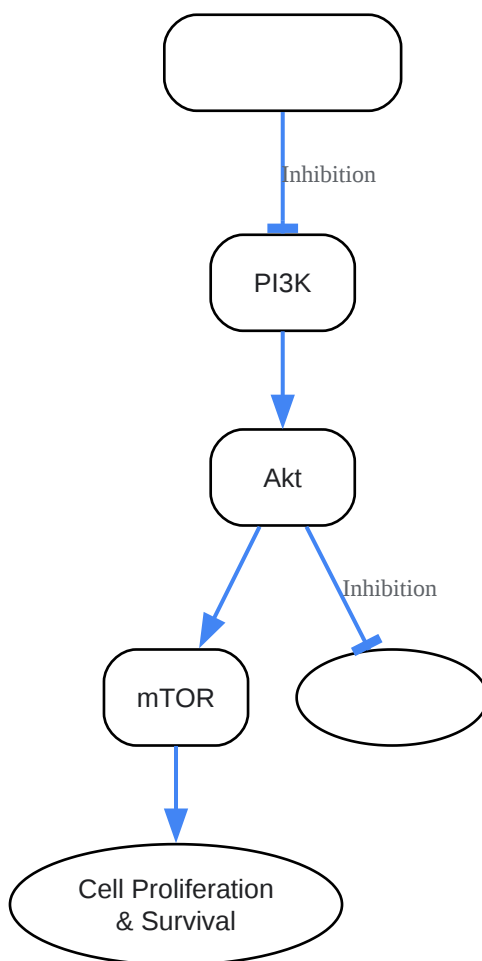 Inhibition
PI3K
Akt
Inhibition
mTOR
Cell Proliferation
& Survival